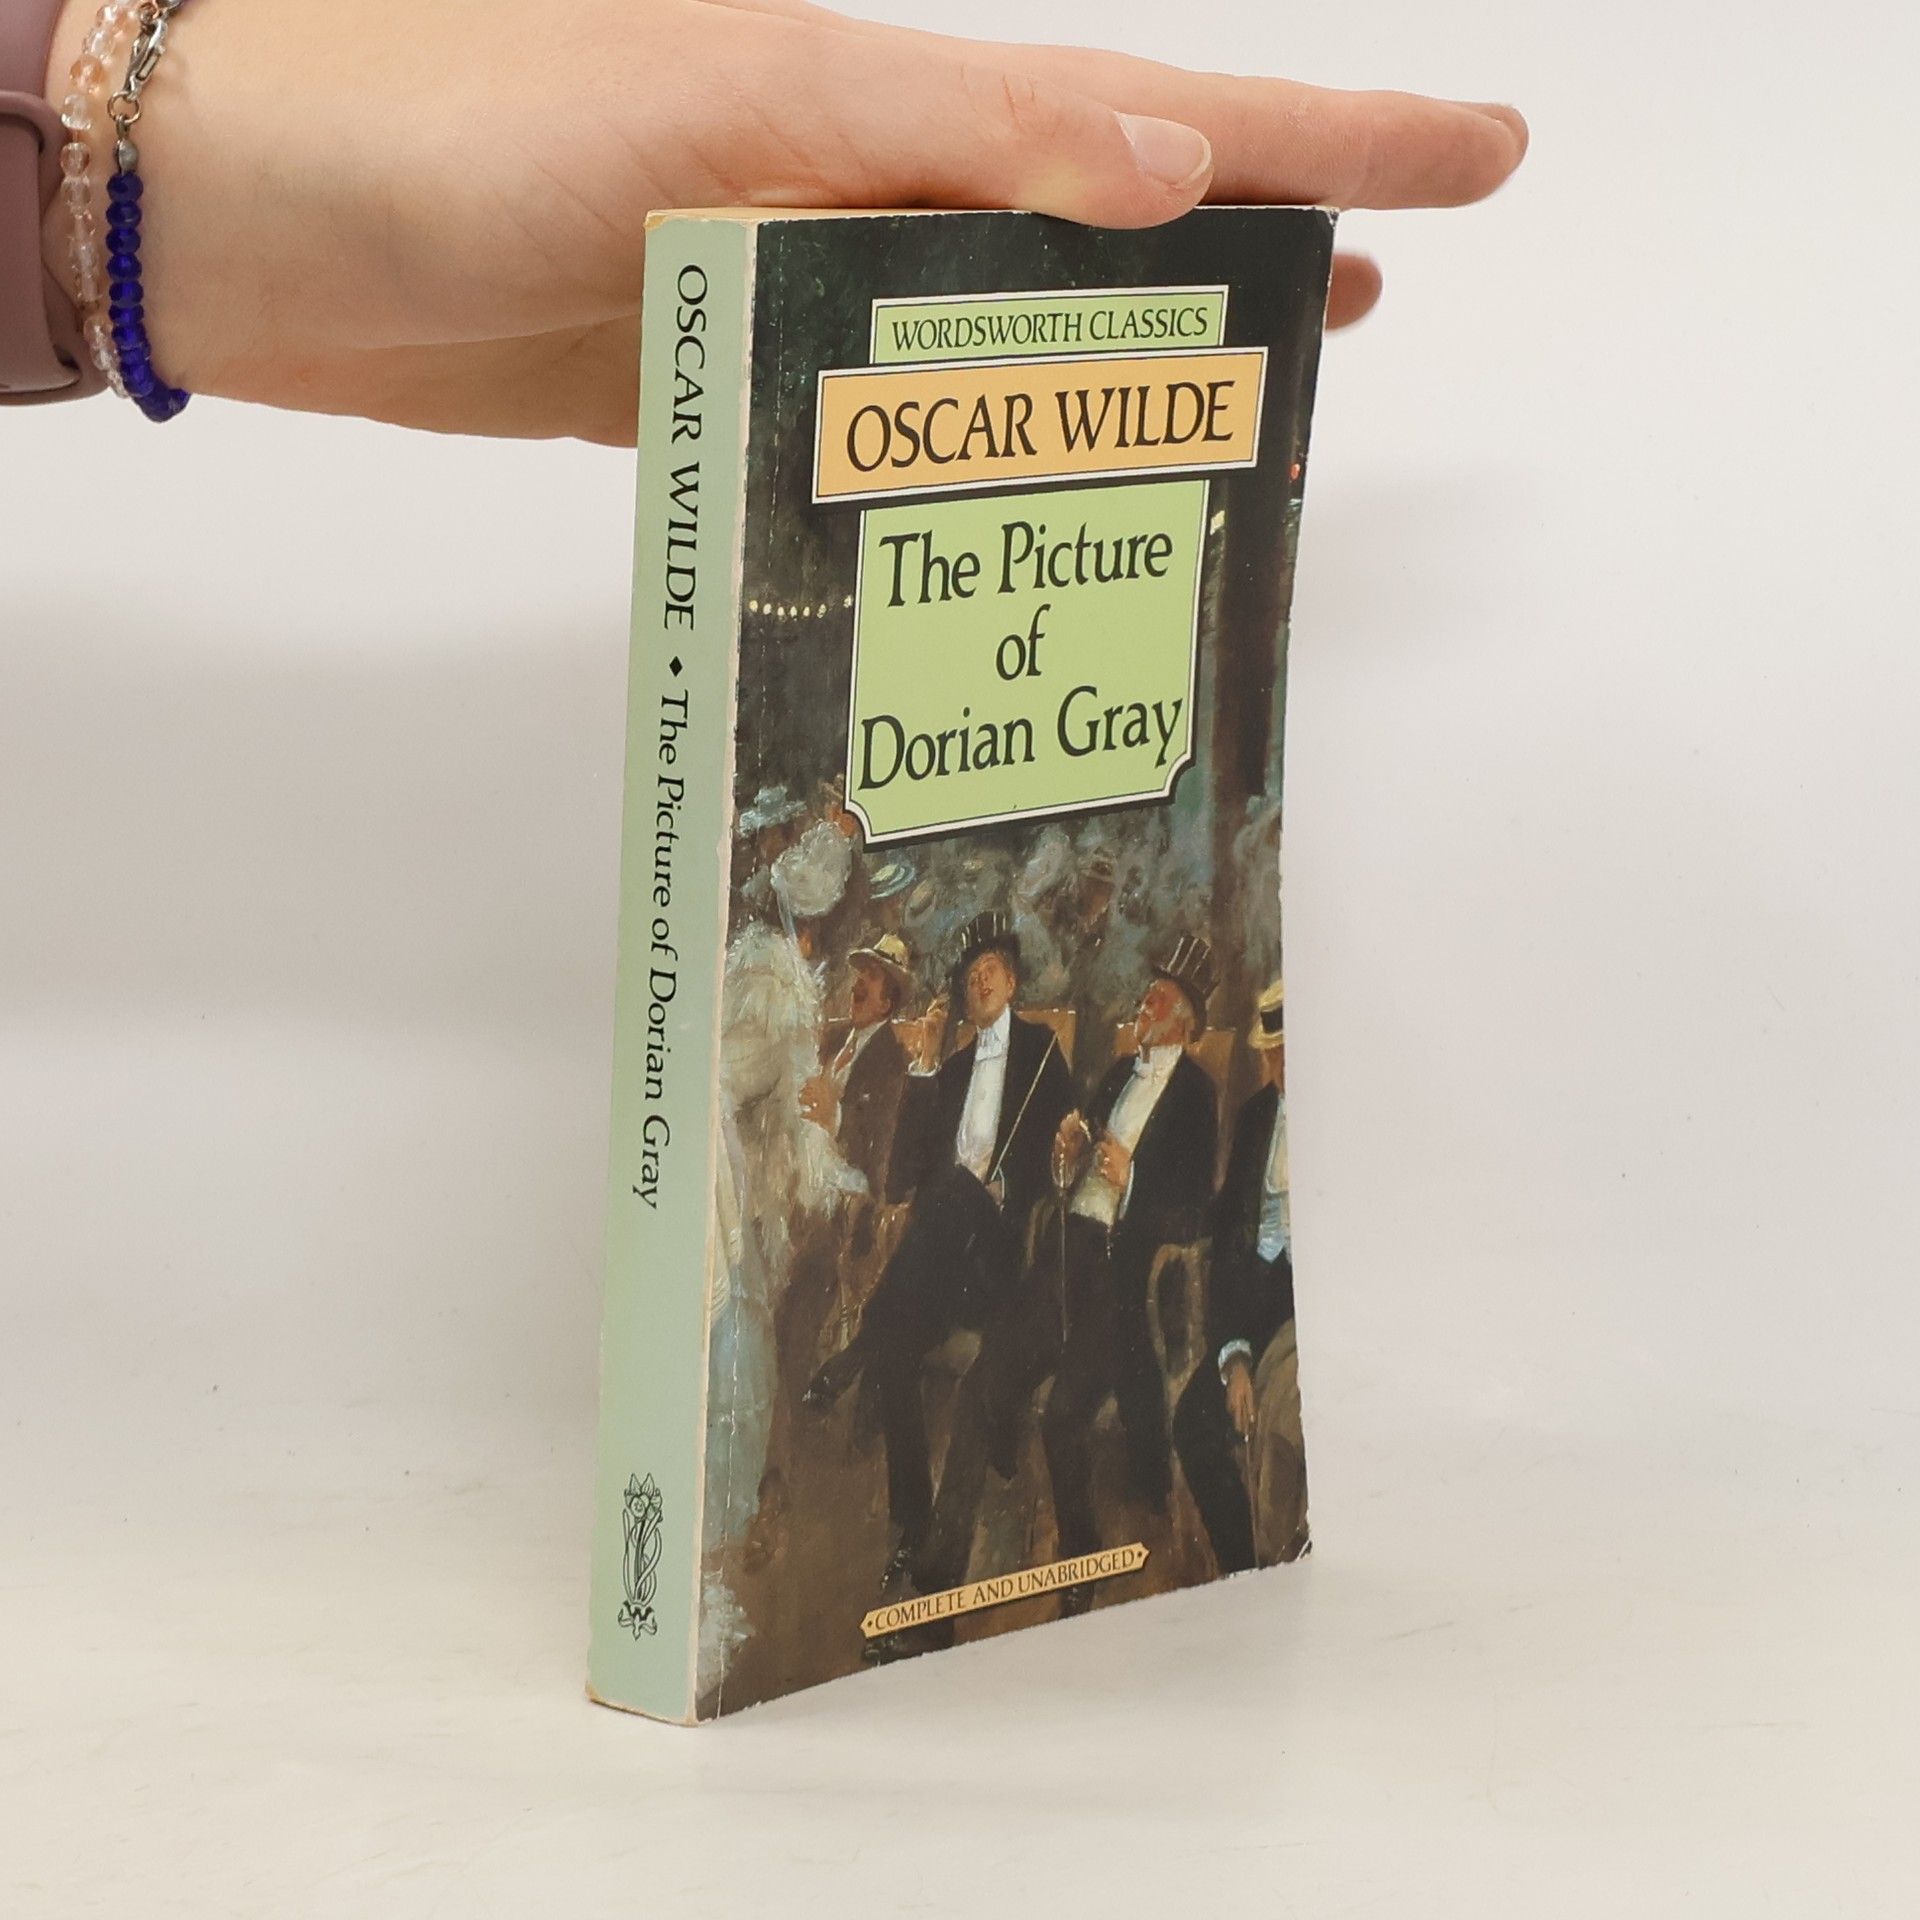 OSCAR WILDE ♦ The Picture of Dorian Gray
WORDSWORTH CLASSICS
OSCAR WILDE
The Picture
of
Dorian Gray
•COMPLETE AND UNABRIDGED•
W